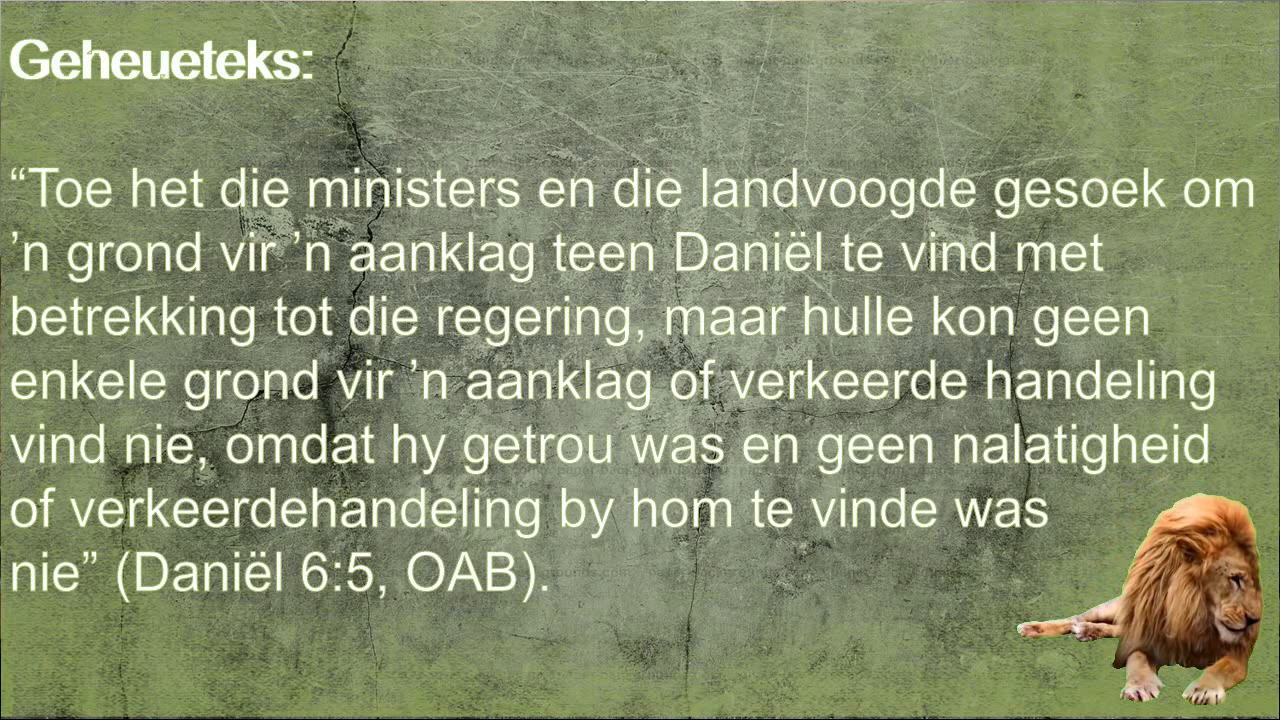 Geheueteks:
“Toe het die ministers en die landvoogde gesoek om
’n grond vir ’n aanklag teen Daniël te vind met
betrekking tot die regering, maar hulle kon geen
enkele grond vir ’n aanklag of verkeerde handeling
vind nie, omdat hy getrou was en geen nalatigheid
of verkeerdehandeling by hom te vinde was
nie” (Daniël 6:5, OAB).